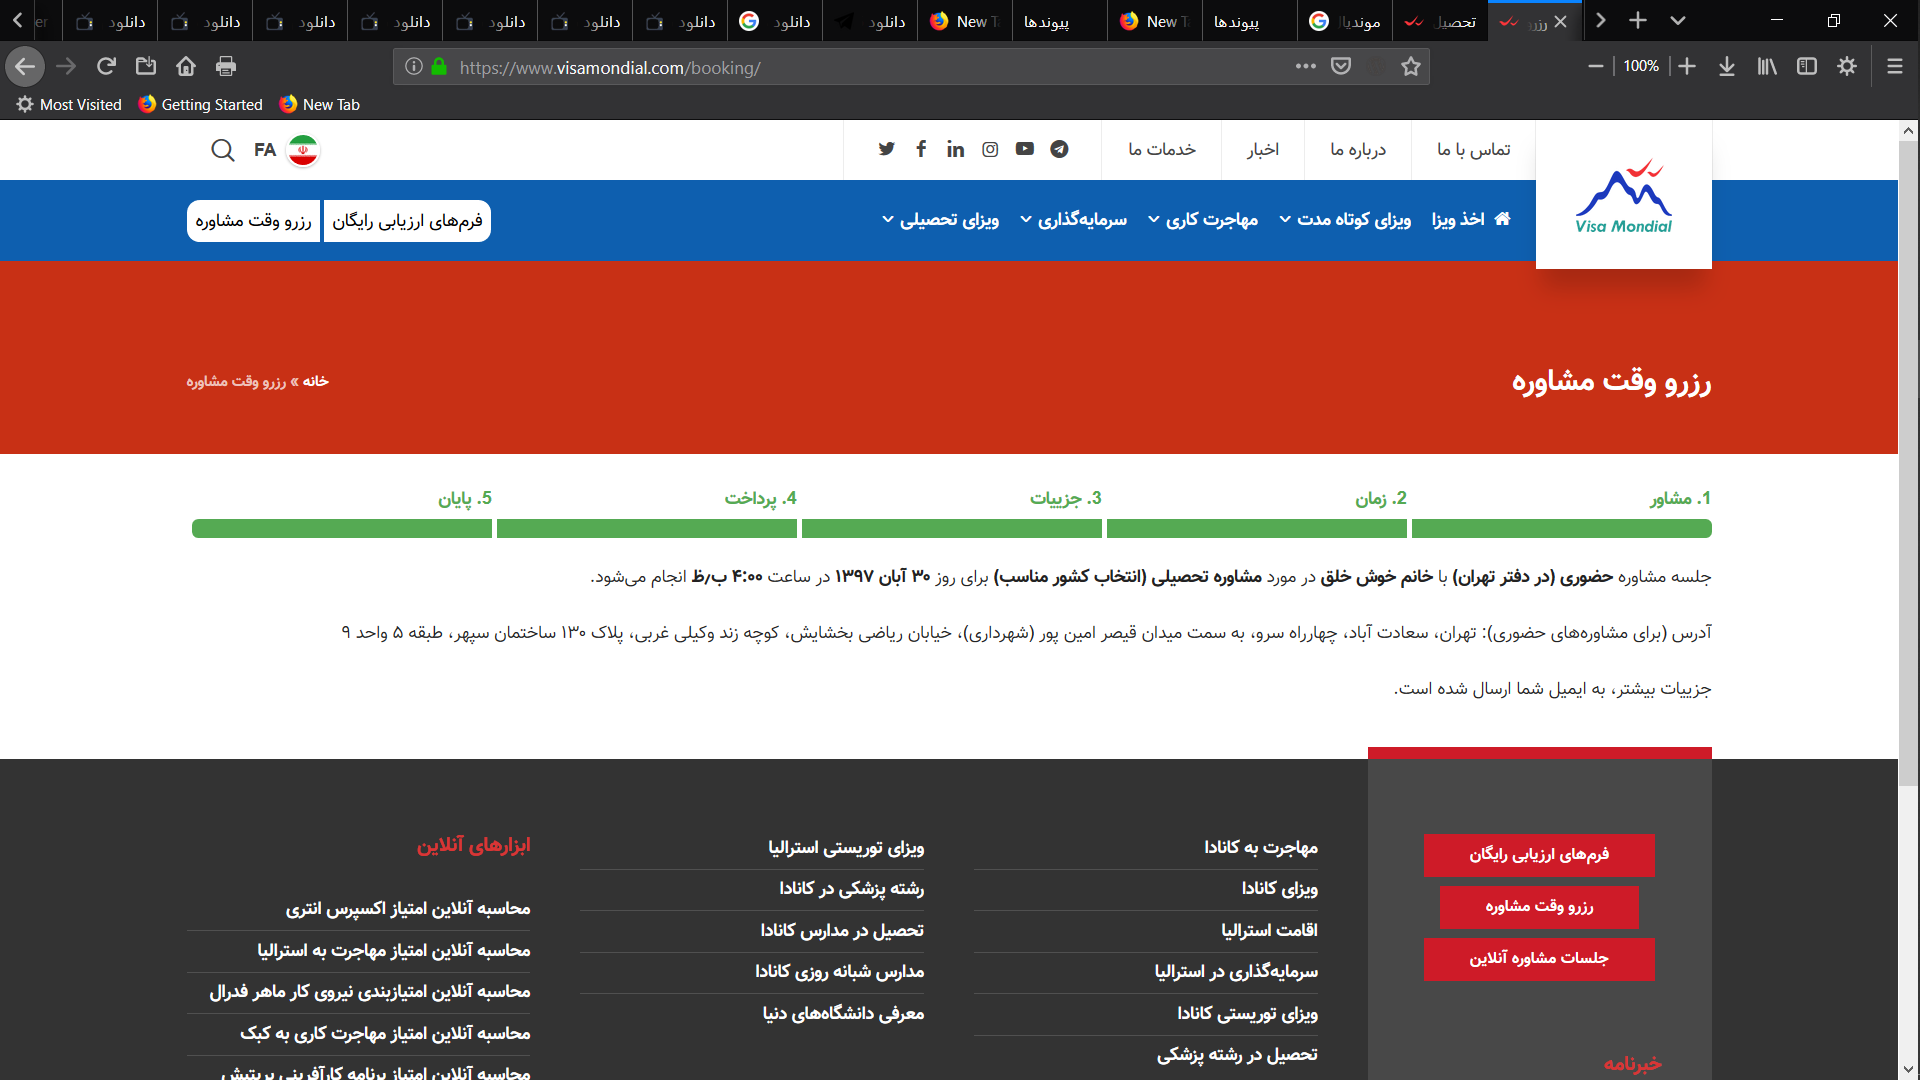 دانلود
دانلود
دانلود
دانلود
دانلود
دانلود
دانلود
دانلود
دانلود
New T
پیوندها
New T
پیوندها
موندیال
تحصیل
رزرو
https://www.visamondial.com/booking/
100%
Most Visited
Getting Started
New Tab
تماس با ما
درباره ما
اخبار
خدمات ما
FA
Visa Mondial
اخذ ویزا
ویزای کوتاه مدت
مهاجرت کاری
سرمایه‌گذاری
ویزای تحصیلی
فرم‌های ارزیابی رایگان
رزرو وقت مشاوره
رزرو وقت مشاوره
خانه » رزرو وقت مشاوره
1. مشاور
2. زمان
3. جزییات
4. پرداخت
5. پایان
جلسه مشاوره حضوری (در دفتر تهران) با خانم خوش خلق در مورد مشاوره تحصیلی (انتخاب کشور مناسب) برای روز ۳۰ آبان ۱۳۹۷ در ساعت ۴:۰۰ ب٫ظ انجام می‌شود.
آدرس (برای مشاوره‌های حضوری): تهران، سعادت آباد، چهارراه سرو، به سمت میدان قیصر امین پور (شهرداری)، خیابان ریاضی بخشایش، کوچه زند وکیلی غربی، پلاک ۱۳۰ ساختمان سپهر، طبقه ۵ واحد ۹
جزییات بیشتر، به ایمیل شما ارسال شده است.
فرم‌های ارزیابی رایگان
رزرو وقت مشاوره
جلسات مشاوره آنلاین
خبرنامه
مهاجرت به کانادا
ویزای کانادا
اقامت استرالیا
سرمایه‌گذاری در استرالیا
ویزای توریستی کانادا
تحصیل در رشته پزشکی
ویزای توریستی استرالیا
رشته پزشکی در کانادا
تحصیل در مدارس کانادا
مدارس شبانه روزی کانادا
معرفی دانشگاه‌های دنیا
ابزارهای آنلاین
محاسبه آنلاین امتیاز اکسپرس انتری
محاسبه آنلاین امتیاز مهاجرت به استرالیا
محاسبه آنلاین امتیازبندی نیروی کار ماهر فدرال
محاسبه آنلاین امتیاز مهاجرت کاری به کبک
محاسبه آنلاین امتیاز برنامه کارآفرینی بریتیش